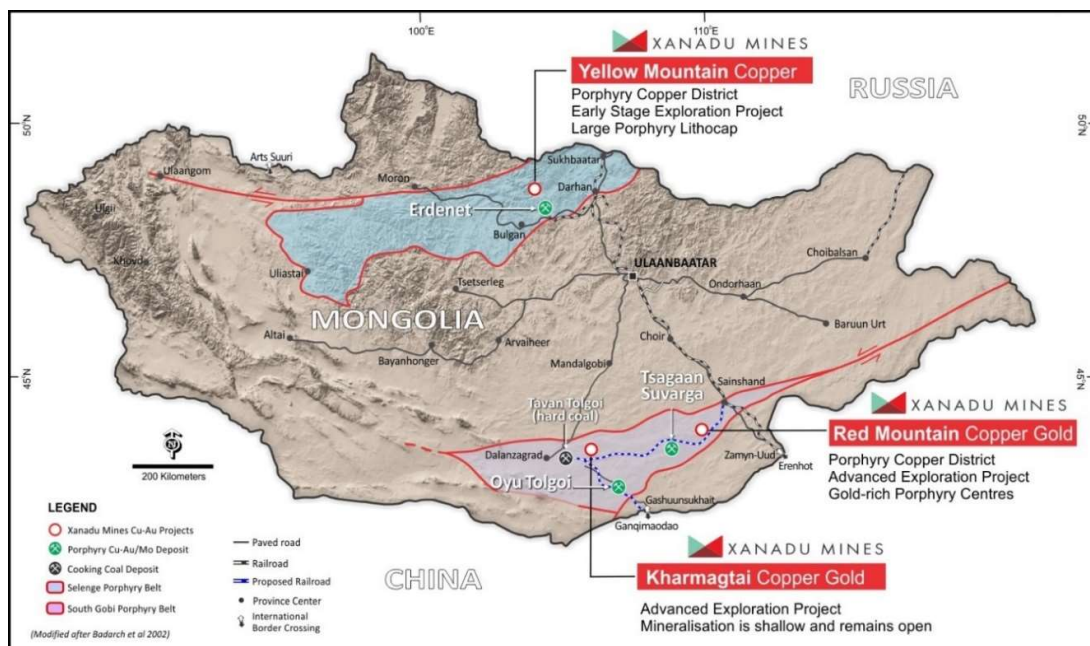 100°E
110°E
XANADU MINES
Yellow Mountain Copper
Porphyry Copper District
Early Stage Exploration Project
Large Porphyry Lithocap
RUSSIA
50°N
50°N
Sukhbaatar
Arts Suuri
Ulaangom
Moron
Darhan
Ulgii
Erdenet
Bulgan
Khovd
Choibalsan
ULAANBAATAR
Uliastai
Tsetserleg
Ondorhaan
MONGOLIA
Baruun Urt
Altai
Choir
Arvaiheer
Bayanhonger
Mandalgobi
45°N
45°N
Tsagaan
Suvarga
Sainshand
XANADU MINES
Red Mountain Copper Gold
Porphyry Copper District
Advanced Exploration Project
Gold-rich Porphyry Centres
Tavan Tolgoi
(hard coal)
Dalanzagrad
Zamyn-Uud
Erenhot
Oyu Tolgoi
Gashuunsukhait
Ganqimaodao
N
200 Kilometers
XANADU MINES
Kharmagtai Copper Gold
Advanced Exploration Project
Mineralisation is shallow and remains open
CHINA
LEGEND
Xanadu Mines Cu-Au Projects
Porphyry Cu-Au/Mo Deposit
Cooking Coal Deposit
Selenge Porphyry Belt
South Gobi Porphyry Belt
Paved road
Railroad
Proposed Railroad
Province Center
International
Border Crossing
(Modified after Badarch et al 2002)